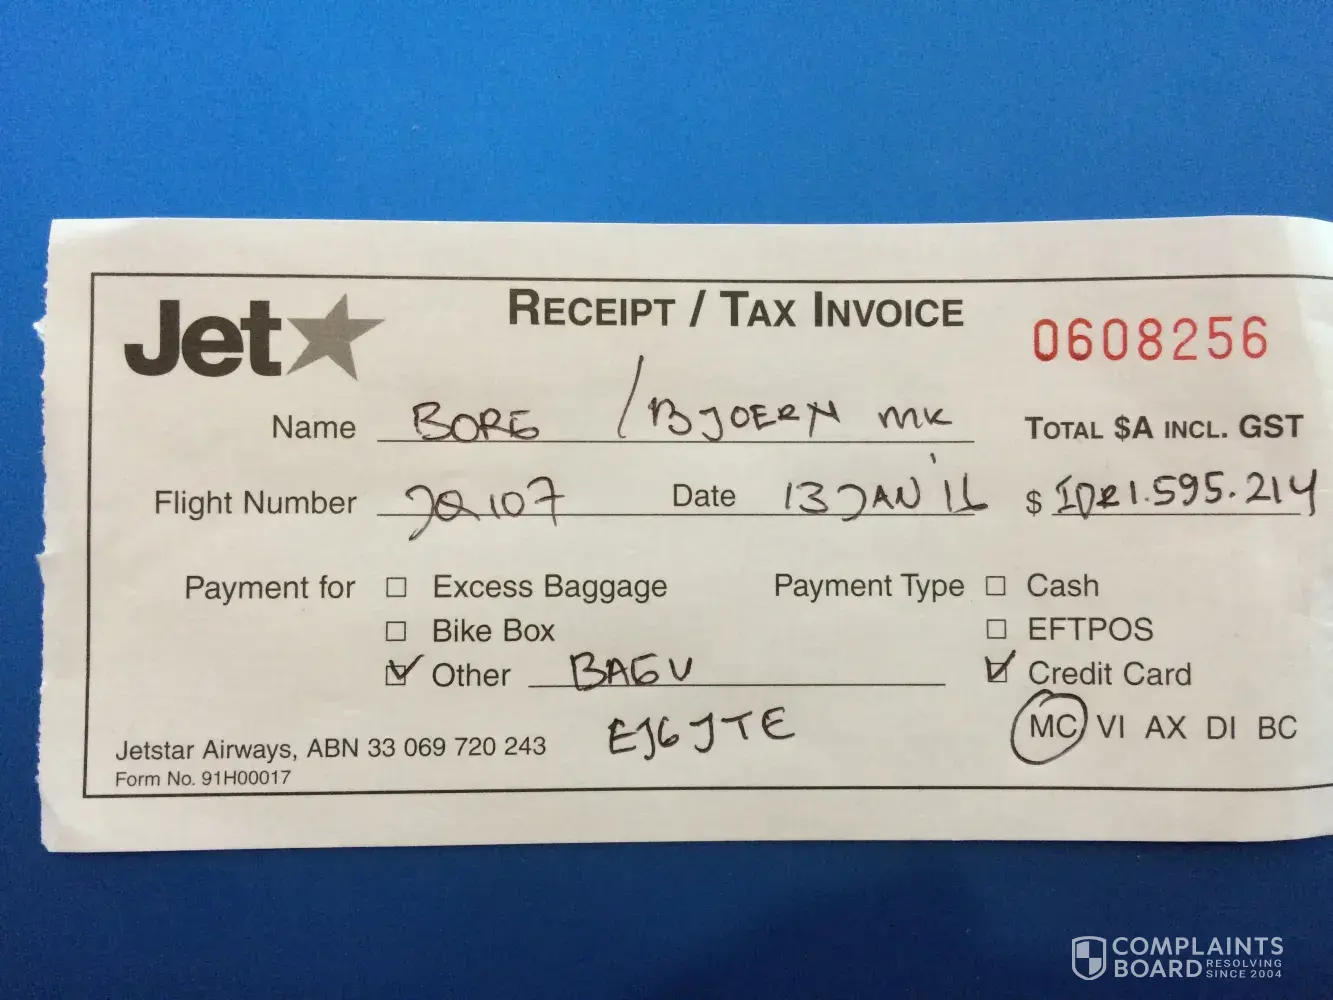 Jet
RECEIPT / TAX INVOICE
0608256
Name BORG / BJOERN MR
TOTAL $A INCL. GST
Flight Number JQ107 Date 13 JAN '16 $ IDR 1.595.214
Payment for ☐ Excess Baggage Payment Type ☐ Cash
☐ Bike Box ☐ EFTPOS
☑ Other BAGU ☑ Credit Card
EJGJTE
MC VI AX DI BC
Jetstar Airways, ABN 33 069 720 243
Form No. 91H00017
COMPLAINTS
BOARD RESOLVING
SINCE 2004